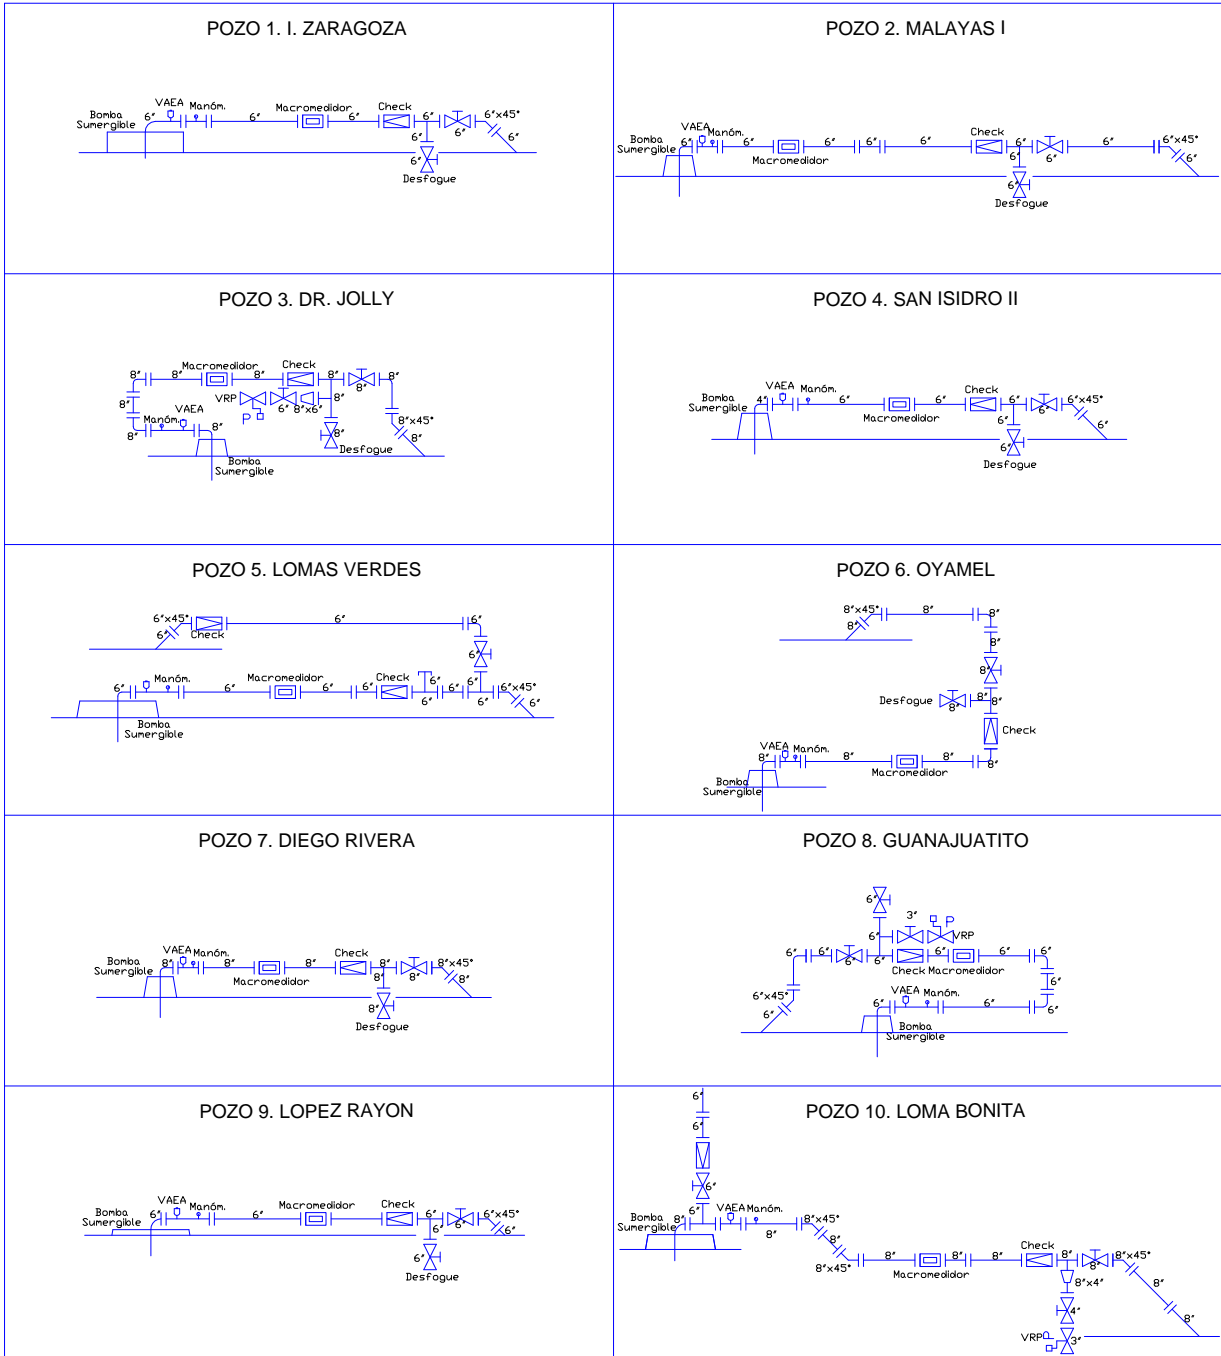 POZO 1. I. ZARAGOZA
VAEA
Manóm.
Macromedidor
Check
Bomba
Sumergible
6"
6"
6"
6"
6"
6"x45°
6"
6"
6"
Desfogue
POZO 2. MALAYAS I
VAEA
Manóm.
Bomba
Sumergible
6"
6"
Macromedidor
6"
6"
Check
6"
6"
6"
6"
6"x45°
6"
6"
Desfogue
POZO 3. DR. JOLLY
Macromedidor
Check
8"
8"
8"
8"
8"
8"
VRP
6"
8"x6"
8"
P
8"
Manóm.
VAEA
8"
8"
8"
Desfogue
8"x45°
8"
Bomba
Sumergible
POZO 4. SAN ISIDRO II
VAEA
Manóm.
Check
Bomba
Sumergible
4"
6"
Macromedidor
6"
6"
6"
6"x45°
6"
6"
6"
Desfogue
POZO 5. LOMAS VERDES
6"x45°
6"
Check
6"
6"
6"
6"
Manóm.
6"
Macromedidor
6"
6"
Check
6"
6"
6"
6"x45°
6"
Bomba
Sumergible
POZO 6. OYAMEL
8"x45°
8"
8"
8"
8"
Desfogue
8"
8"
8"
Check
VAEA
Manóm.
8"
8"
Macromedidor
8"
8"
Bomba
Sumergible
POZO 7. DIEGO RIVERA
VAEA
Manóm.
Check
Bomba
Sumergible
8"
8"
Macromedidor
8"
8"
8"
8"x45°
8"
8"
8"
Desfogue
POZO 8. GUANAJUATITO
6"
3"
P
VRP
6"
6"
6"
6"
6"
Check
6"
Macromedidor
6"
6"
6"
6"
6"x45°
6"
VAEA
Manóm.
6"
6"
Bomba
Sumergible
POZO 9. LOPEZ RAYON
VAEA
Manóm.
Macromedidor
Check
Bomba
Sumergible
6"
6"
6"
6"
6"
6"x45°
6"
6"
6"
Desfogue
POZO 10. LOMA BONITA
6"
6"
6"
6"
VAEA
Manóm.
Bomba
Sumergible
8"
8"
8"x45°
8"
8"x45°
8"
Macromedidor
8"
8"
Check
8"
8"
8"x45°
8"x4"
8"
4"
8"
VRP
3"